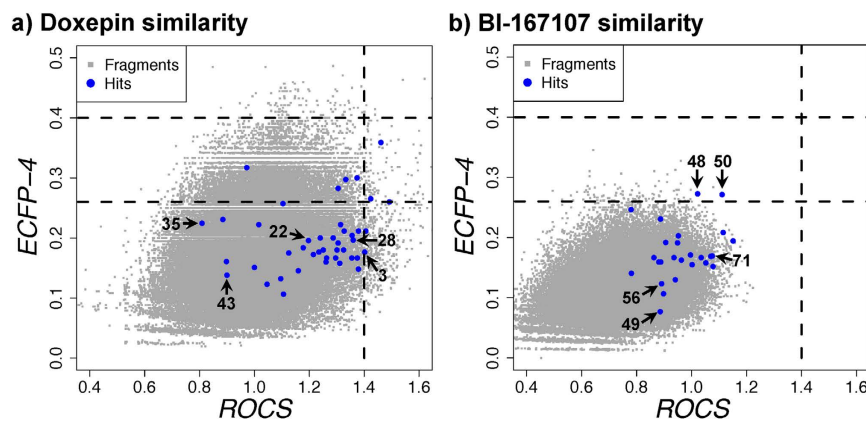 a) Doxepin similarity
b) BI-167107 similarity
Fragments
Hits
ECFP-4
0.5
0.4
0.3
0.2
0.1
0.0
35
22
28
3
43
0.4 0.6 0.8 1.0 1.2 1.4 1.6
ROCS
Fragments
Hits
ECFP-4
0.5
0.4
0.3
0.2
0.1
0.0
48 50
71
56
49
0.4 0.6 0.8 1.0 1.2 1.4 1.6
ROCS